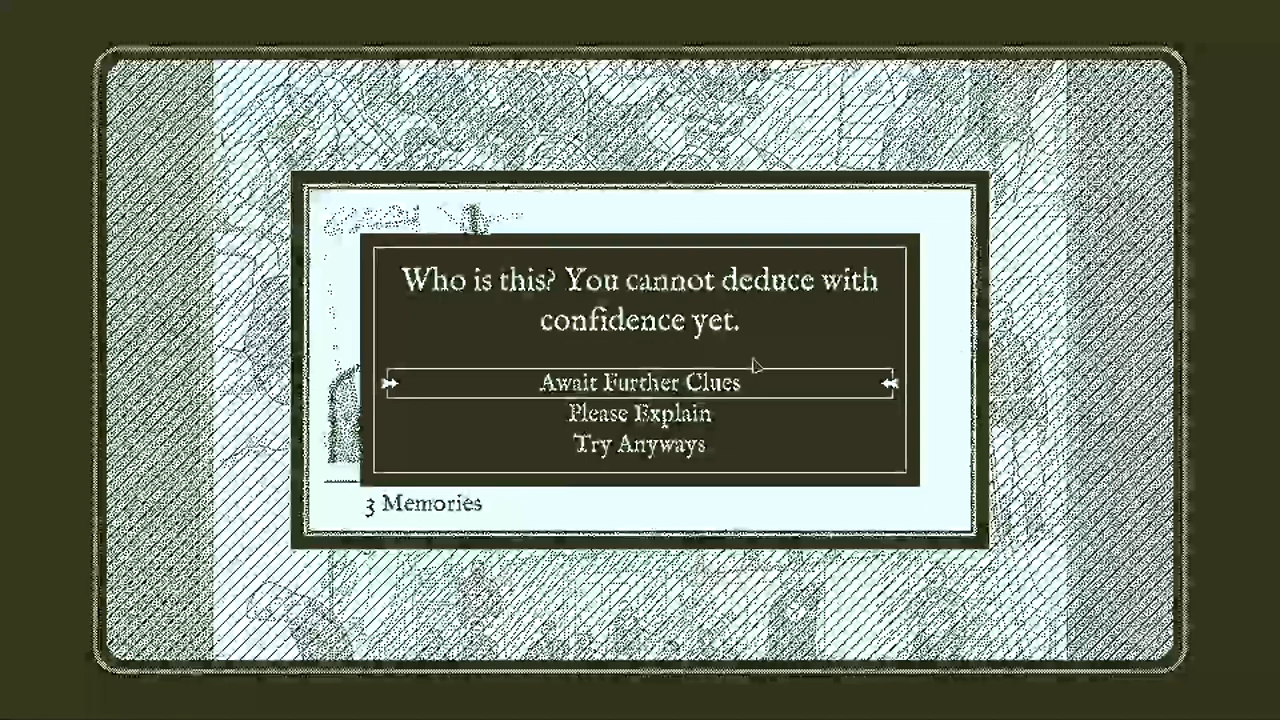 Who is this? You cannot deduce with
confidence yet.
Await Further Clues
Please Explain
Try Anyways
3 Memories